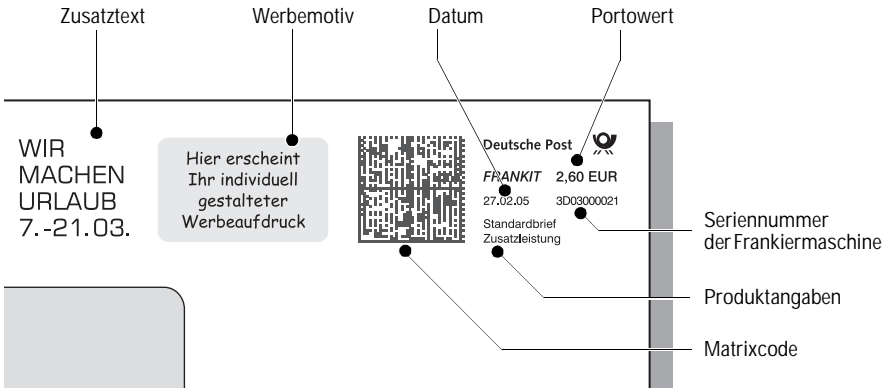 Zusatztext
Werbemotiv
Datum
Portowert
WIR
MACHEN
URLAUB
7.-21.03.
Hier erscheint
Ihr individuell
gestalteter
Werbeaufdruck
Deutsche Post
FRANKIT 2,60 EUR
27.02.05 3D03000021
Standardbrief
Zusatzleistung
Seriennummer
der Frankiermaschine
Produktangaben
Matrixcode